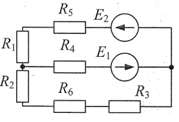 R₅ E₂
R₁ R₄ E₁
R₂ R₆ R₃